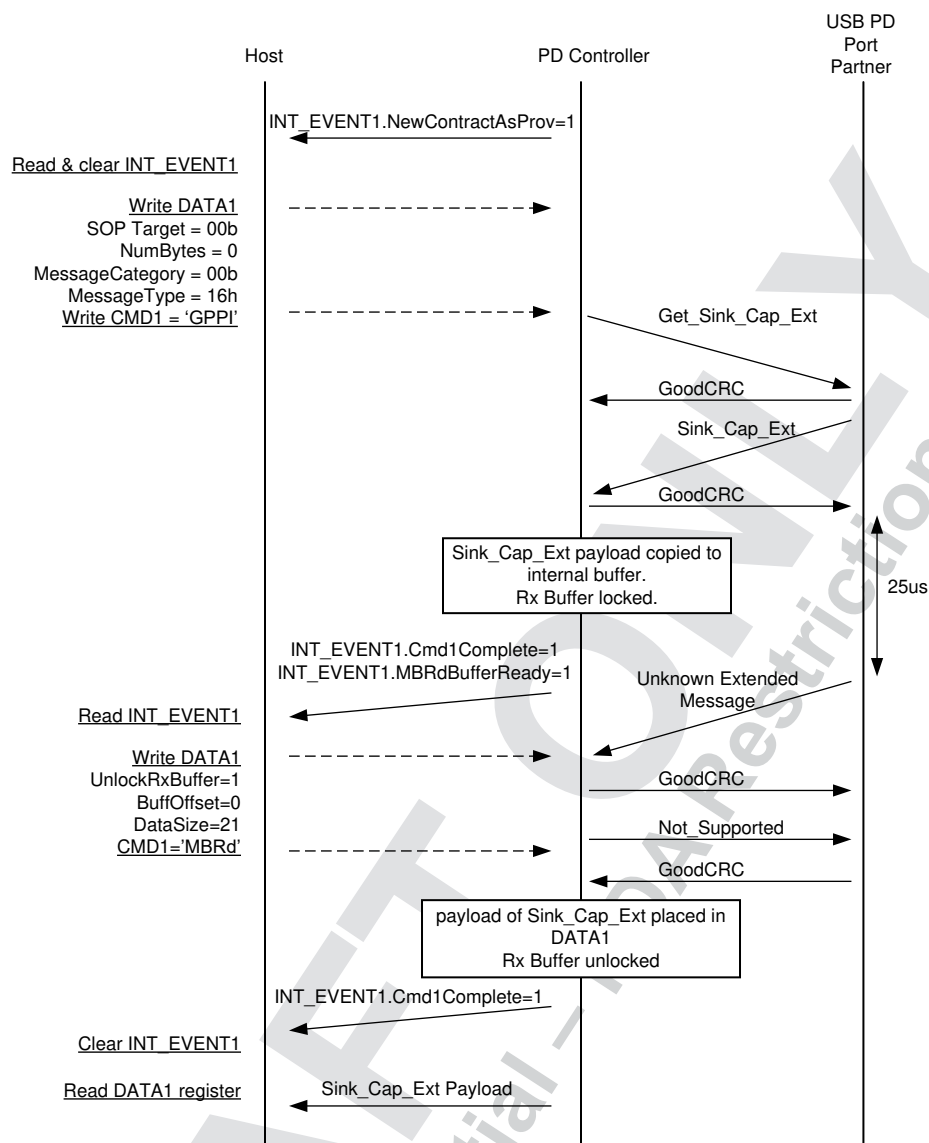 USB PD
Port
Partner
Host
PD Controller
INT_EVENT1.NewContractAsProv=1
Read & clear INT_EVENT1
Write DATA1
SOP Target = 00b
NumBytes = 0
MessageCategory = 00b
MessageType = 16h
Write CMD1 = ‘GPPI’
Get_Sink_Cap_Ext
GoodCRC
Sink_Cap_Ext
GoodCRC
Sink_Cap_Ext payload copied to
internal buffer.
Rx Buffer locked.
25us
INT_EVENT1.Cmd1Complete=1
INT_EVENT1.MBRdBufferReady=1
Unknown Extended
Message
Read INT_EVENT1
Write DATA1
UnlockRxBuffer=1
BuffOffset=0
DataSize=21
CMD1=’MBRd’
GoodCRC
Not_Supported
GoodCRC
payload of Sink_Cap_Ext placed in
DATA1
Rx Buffer unlocked
INT_EVENT1.Cmd1Complete=1
Clear INT_EVENT1
Read DATA1 register
Sink_Cap_Ext Payload
ONLY